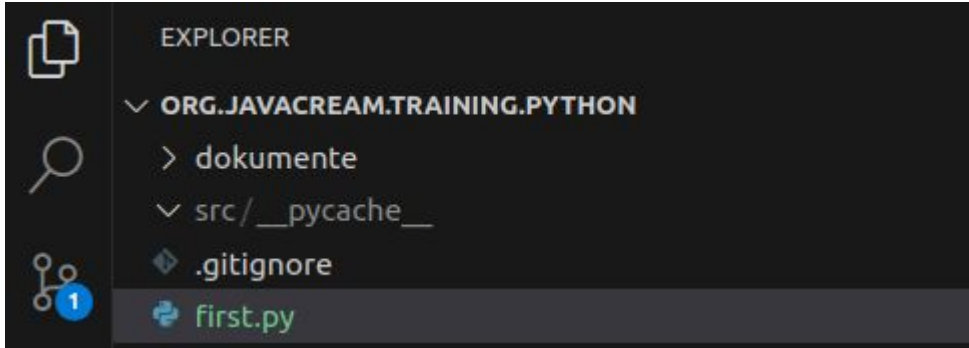 EXPLORER
ORG.JAVACREAM.TRAINING.PYTHON
dokumente
src/__pycache__
.gitignore
first.py
1